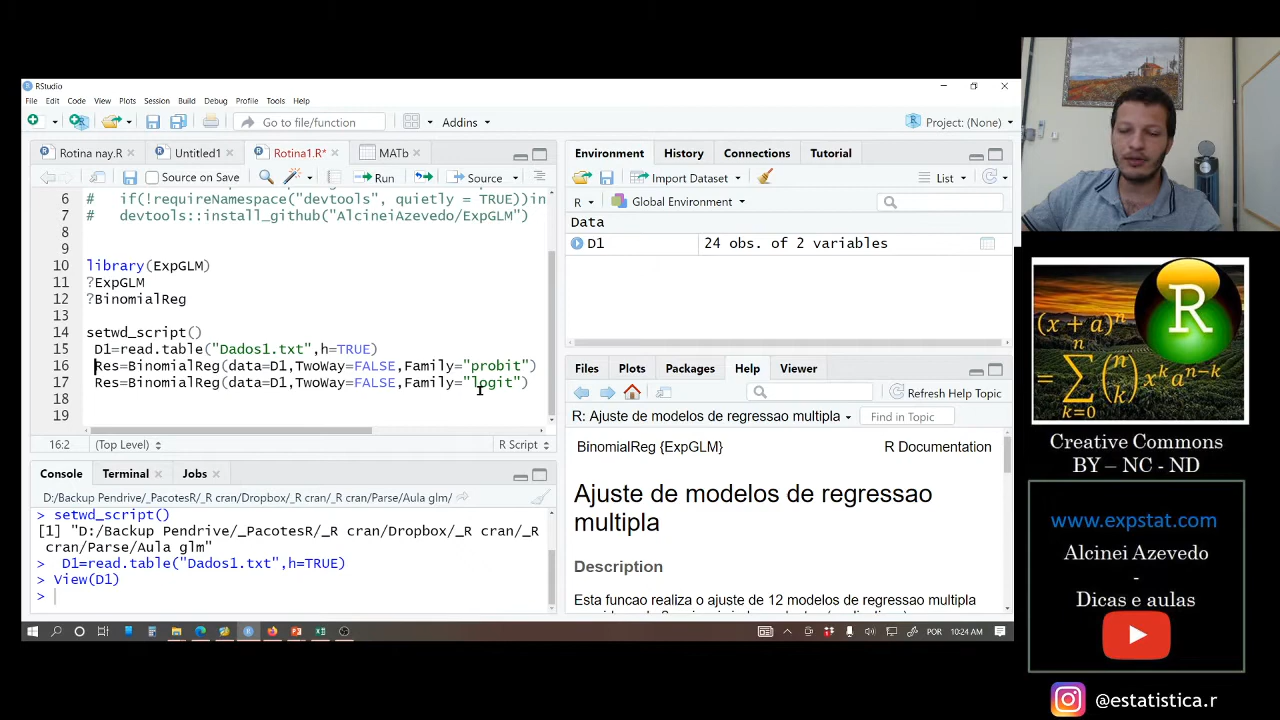 RStudio
File Edit Code View Plots Session Build Debug Profile Tools Help
Go to file/function
Addins
Project: (None)
Rotina nay.R
Untitled1
Rotina1.R*
MATb
Source on Save
Run
Source
6 # if(!requireNamespace("devtools", quietly = TRUE))in
7 # devtools::install_github("AlcineiAzevedo/ExpGLM")
8
9
10 library(ExpGLM)
11 ?ExpGLM
12 ?BinomialReg
13
14 setwd_script()
15 D1=read.table("Dados1.txt",h=TRUE)
16 Res=BinomialReg(data=D1,TwoWay=FALSE,Family="probit")
17 Res=BinomialReg(data=D1,TwoWay=FALSE,Family="logit")
18
19
16:2 (Top Level) R Script
Console Terminal Jobs
D:/Backup Pendrive/_PacotesR/_R cran/Dropbox/_R cran/_R cran/Parse/Aula glm/
> setwd_script()
[1] "D:/Backup Pendrive/_PacotesR/_R cran/Dropbox/_R cran/_R
cran/Parse/Aula glm"
> D1=read.table("Dados1.txt",h=TRUE)
> View(D1)
>
Environment History Connections Tutorial
Import Dataset
List
R Global Environment
Data
D1 24 obs. of 2 variables
Files Plots Packages Help Viewer
Refresh Help Topic
R: Ajuste de modelos de regressao multipla
Find in Topic
BinomialReg {ExpGLM} R Documentation
Ajuste de modelos de regressao
multipla
Description
Esta funcao realiza o ajuste de 12 modelos de regressao multipla
POR 10:24 AM
(x + a)^n
= ∑_{k=0}^{n} (n k) x^k a^{n−k}
R
Creative Commons
BY – NC - ND
www.expstat.com
Alcinei Azevedo
-
Dicas e aulas
@estatistica.r